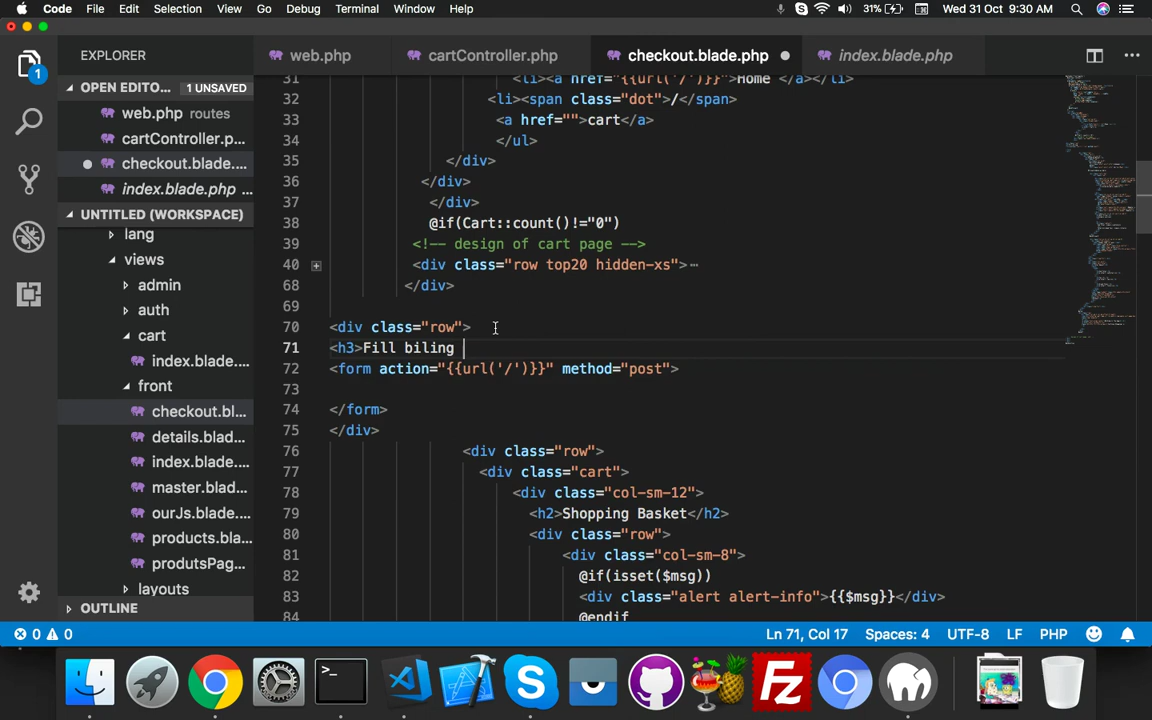 Code File Edit Selection View Go Debug Terminal Window Help 31% Wed 31 Oct 9:30 AM
EXPLORER
web.php cartController.php checkout.blade.php index.blade.php
1
OPEN EDITO... 1 UNSAVED
web.php routes
cartController.p...
checkout.blade....
index.blade.php ...
UNTITLED (WORKSPACE)
lang
views
admin
auth
cart
index.blade....
front
checkout.bl...
details.blad...
index.blade....
master.blad...
ourJs.blade....
products.bla...
produtsPag...
layouts
OUTLINE
31 <li><a href="{{url('/')}}">Home </a></li>
32 <li><span class="dot">/</span>
33 <a href="">cart</a>
34 </ul>
35 </div>
36 </div>
37 </div>
38 @if(Cart::count()!="0")
39 <!-- design of cart page -->
40 <div class="row top20 hidden-xs">
68 </div>
69
70 <div class="row">
71 <h3>Fill biling
72 <form action="{{url('/')}}" method="post">
73
74 </form>
75 </div>
76 <div class="row">
77 <div class="cart">
78 <div class="col-sm-12">
79 <h2>Shopping Basket</h2>
80 <div class="row">
81 <div class="col-sm-8">
82 @if(isset($msg))
83 <div class="alert alert-info">{{$msg}}</div>
84 @endif
0 0 Ln 71, Col 17 Spaces: 4 UTF-8 LF PHP